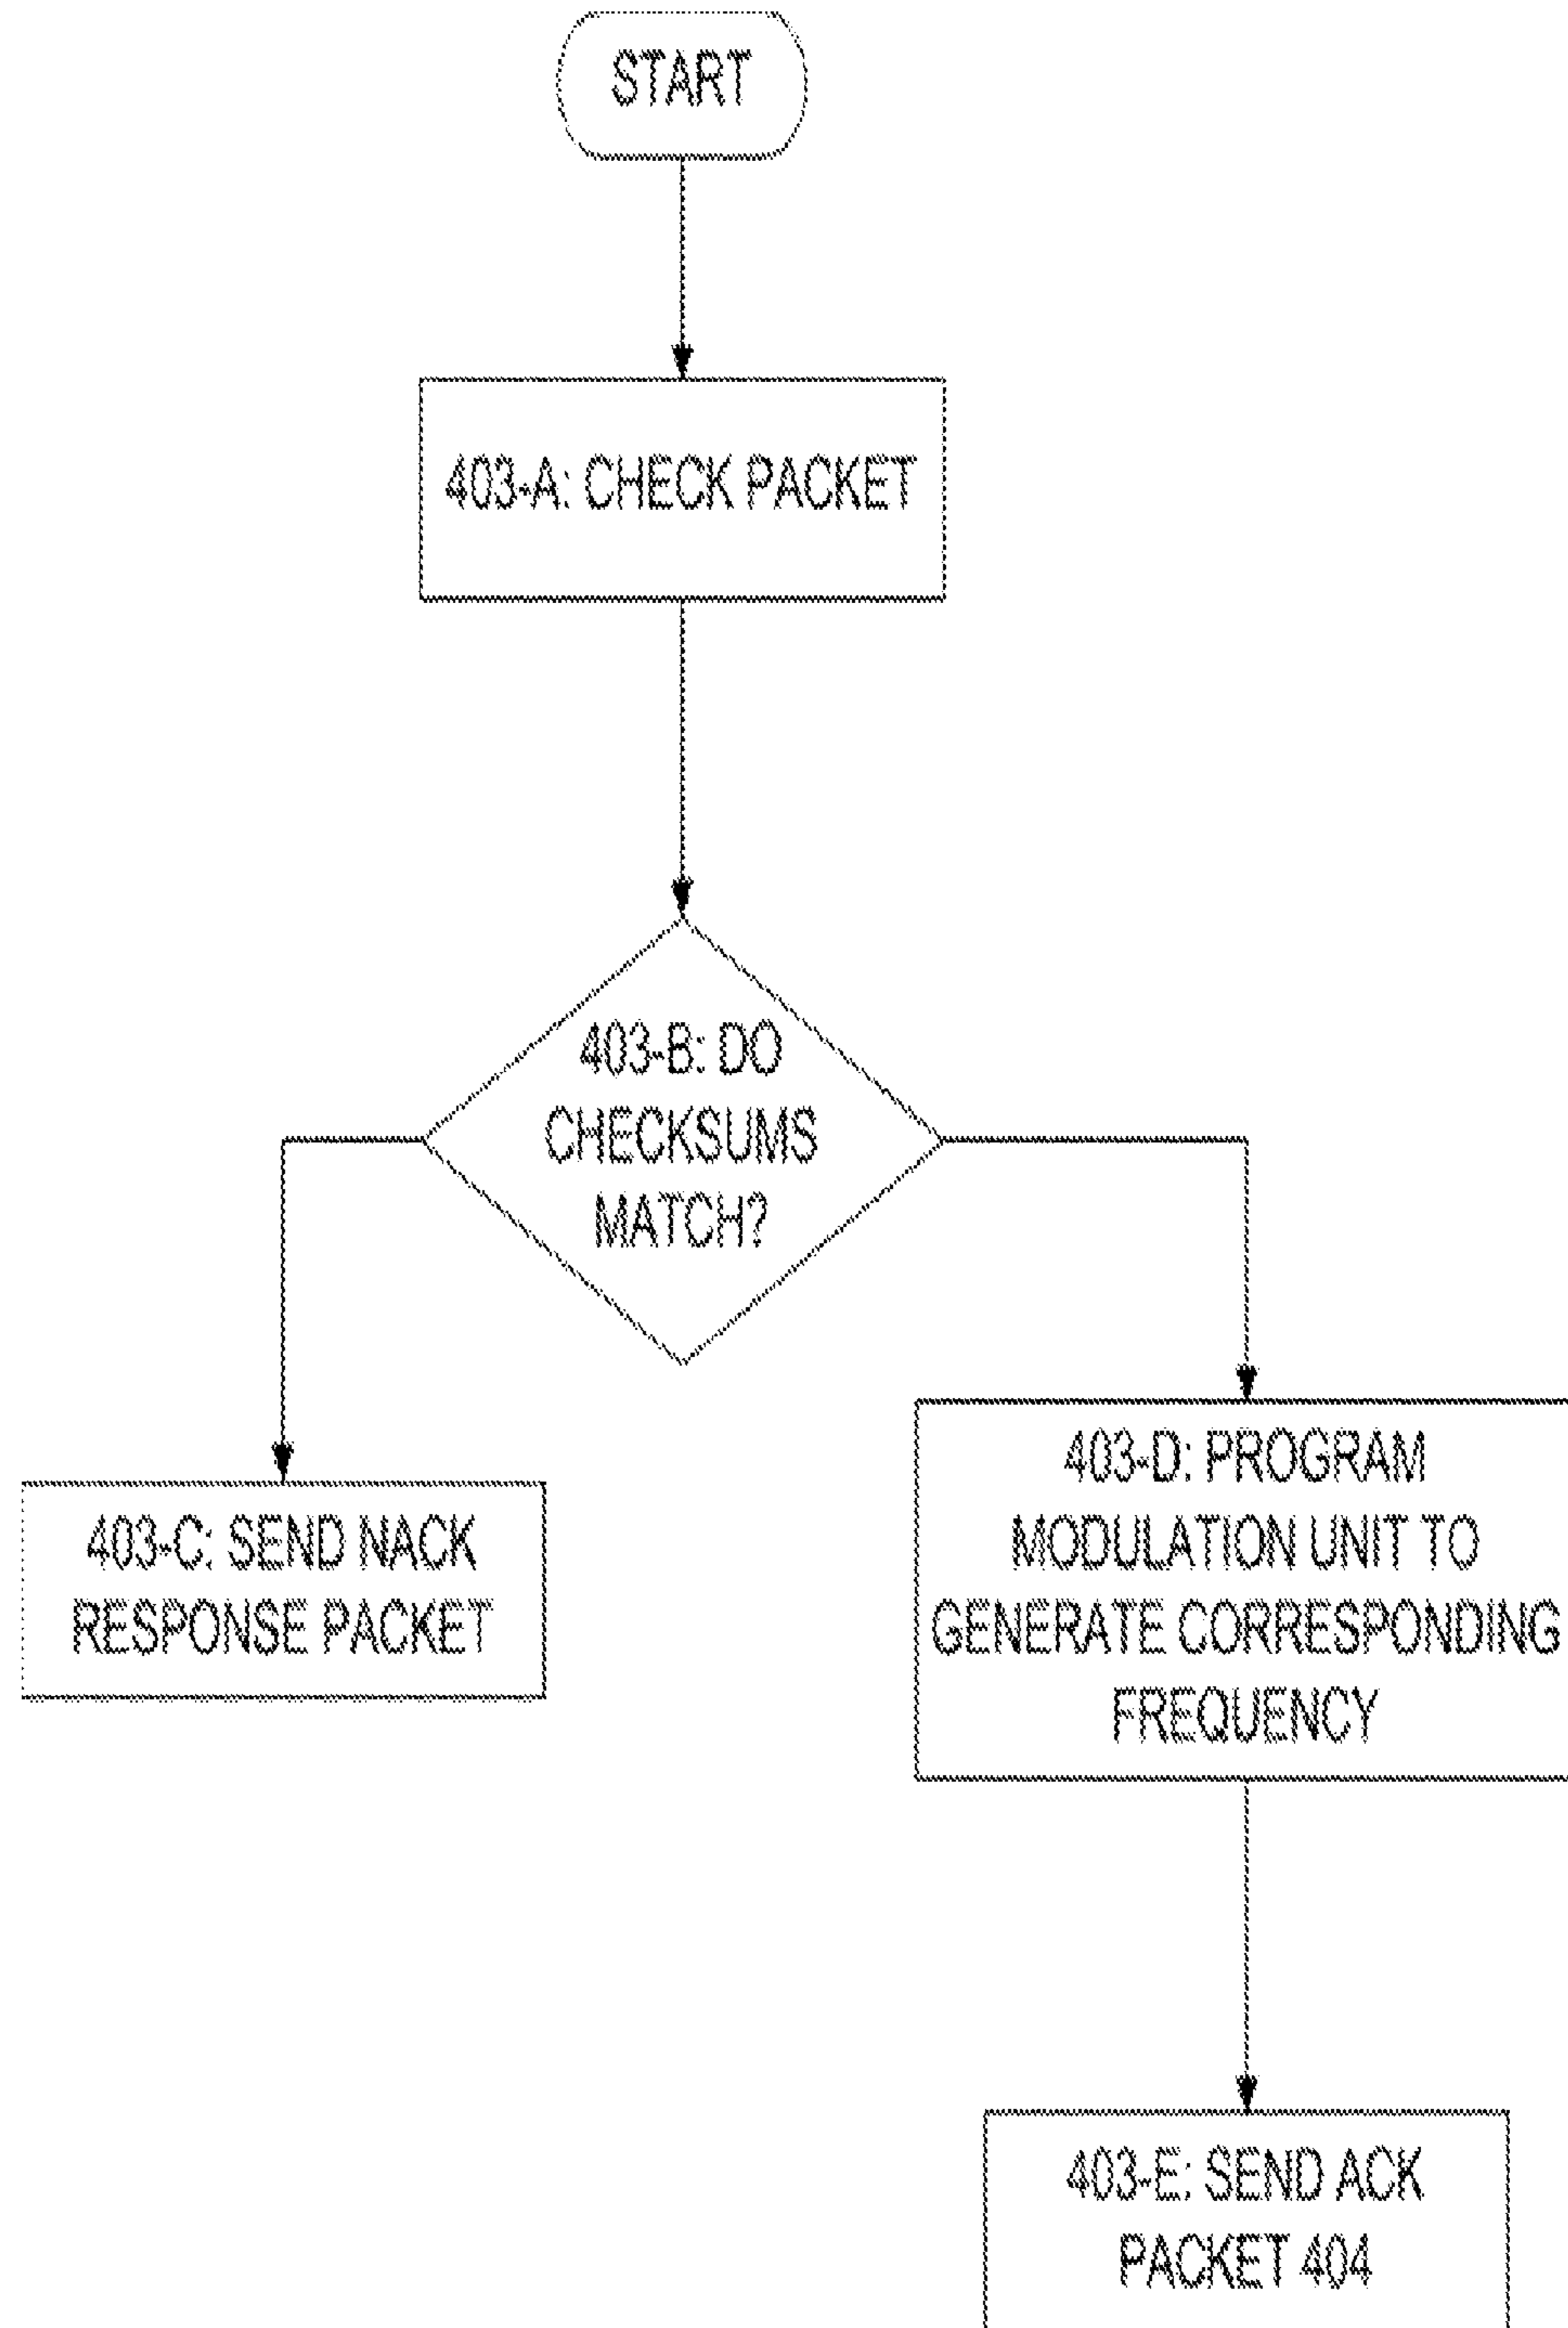 START
403-A: CHECK PACKET
403-B: DO
CHECKSUMS
MATCH?
403-C: SEND NACK
RESPONSE PACKET
403-D: PROGRAM
MODULATION UNIT TO
GENERATE CORRESPONDING
FREQUENCY
403-E: SEND ACK
PACKET 404